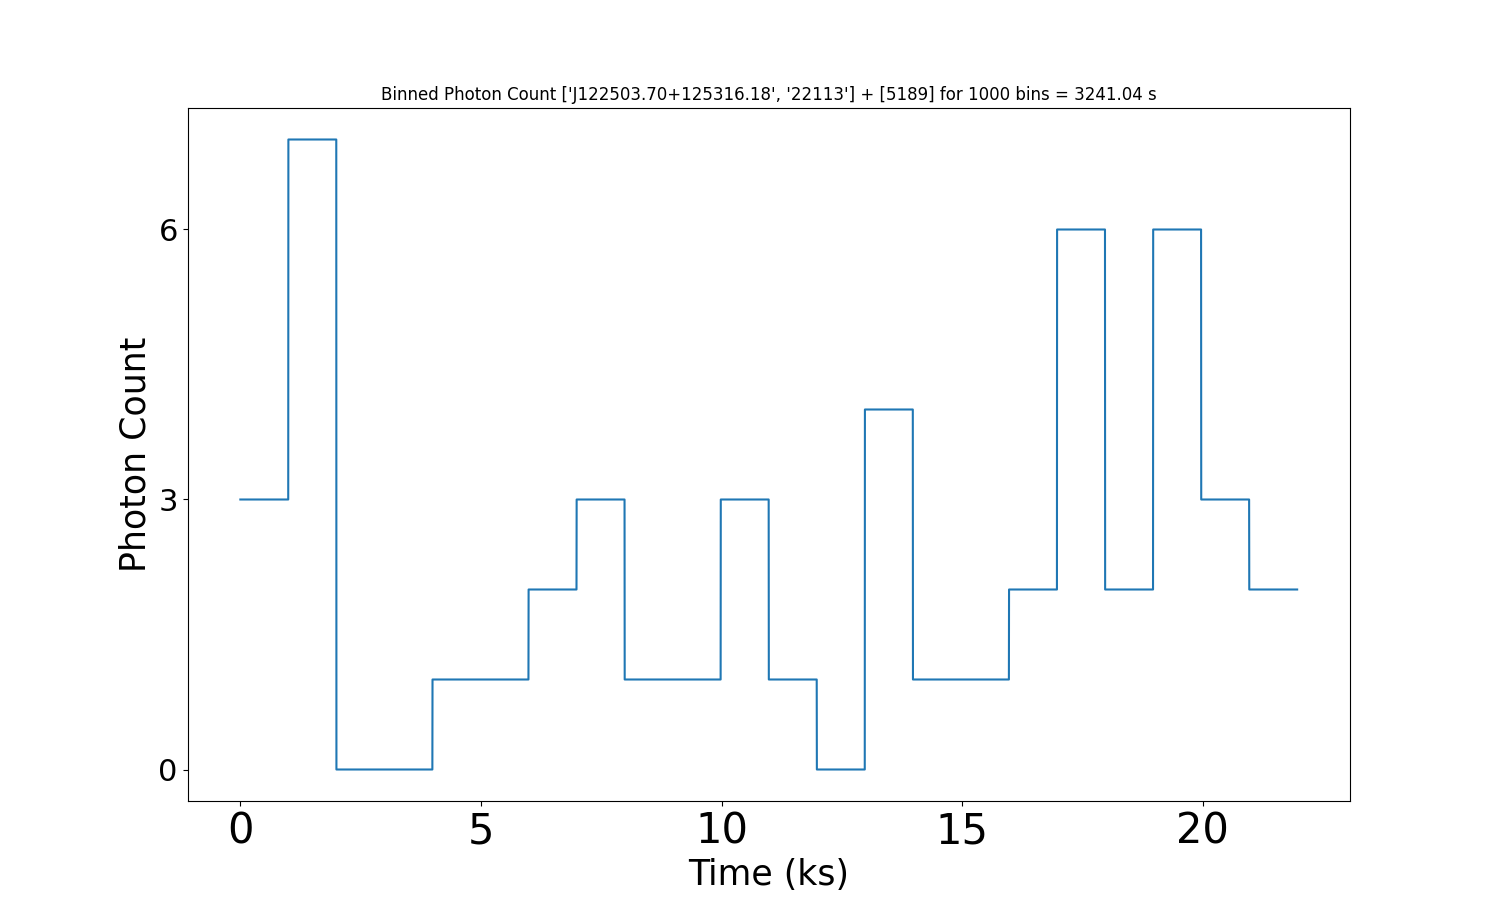 Binned Photon Count ['J122503.70+125316.18', '22113'] + [5189] for 1000 bins = 3241.04 s
Photon Count
6
3
0
0 5 10 15 20
Time (ks)